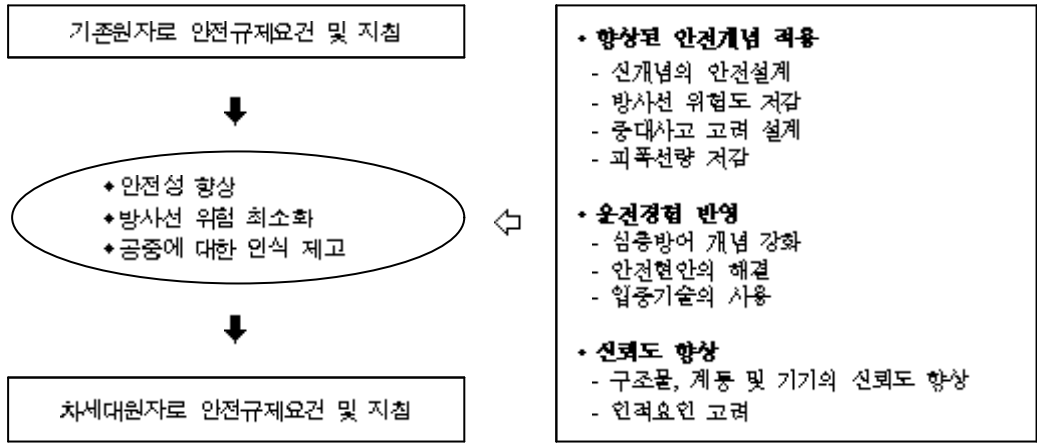 기존원자로 안전규제요건 및 지침
◆안전성 향상
◆방사선 위험 최소화
◆공중에 대한 인식 제고
차세대원자로 안전규제요건 및 지침
• 향상된 안전개념 적용
- 신개념의 안전설계
- 방사선 위험도 저감
- 중대사고 고려 설계
- 피폭선량 저감
• 운전경험 반영
- 심층방어 개념 강화
- 안전현안의 해결
- 입증기술의 사용
• 신뢰도 향상
- 구조물, 계통 및 기기의 신뢰도 향상
- 인적요인 고려